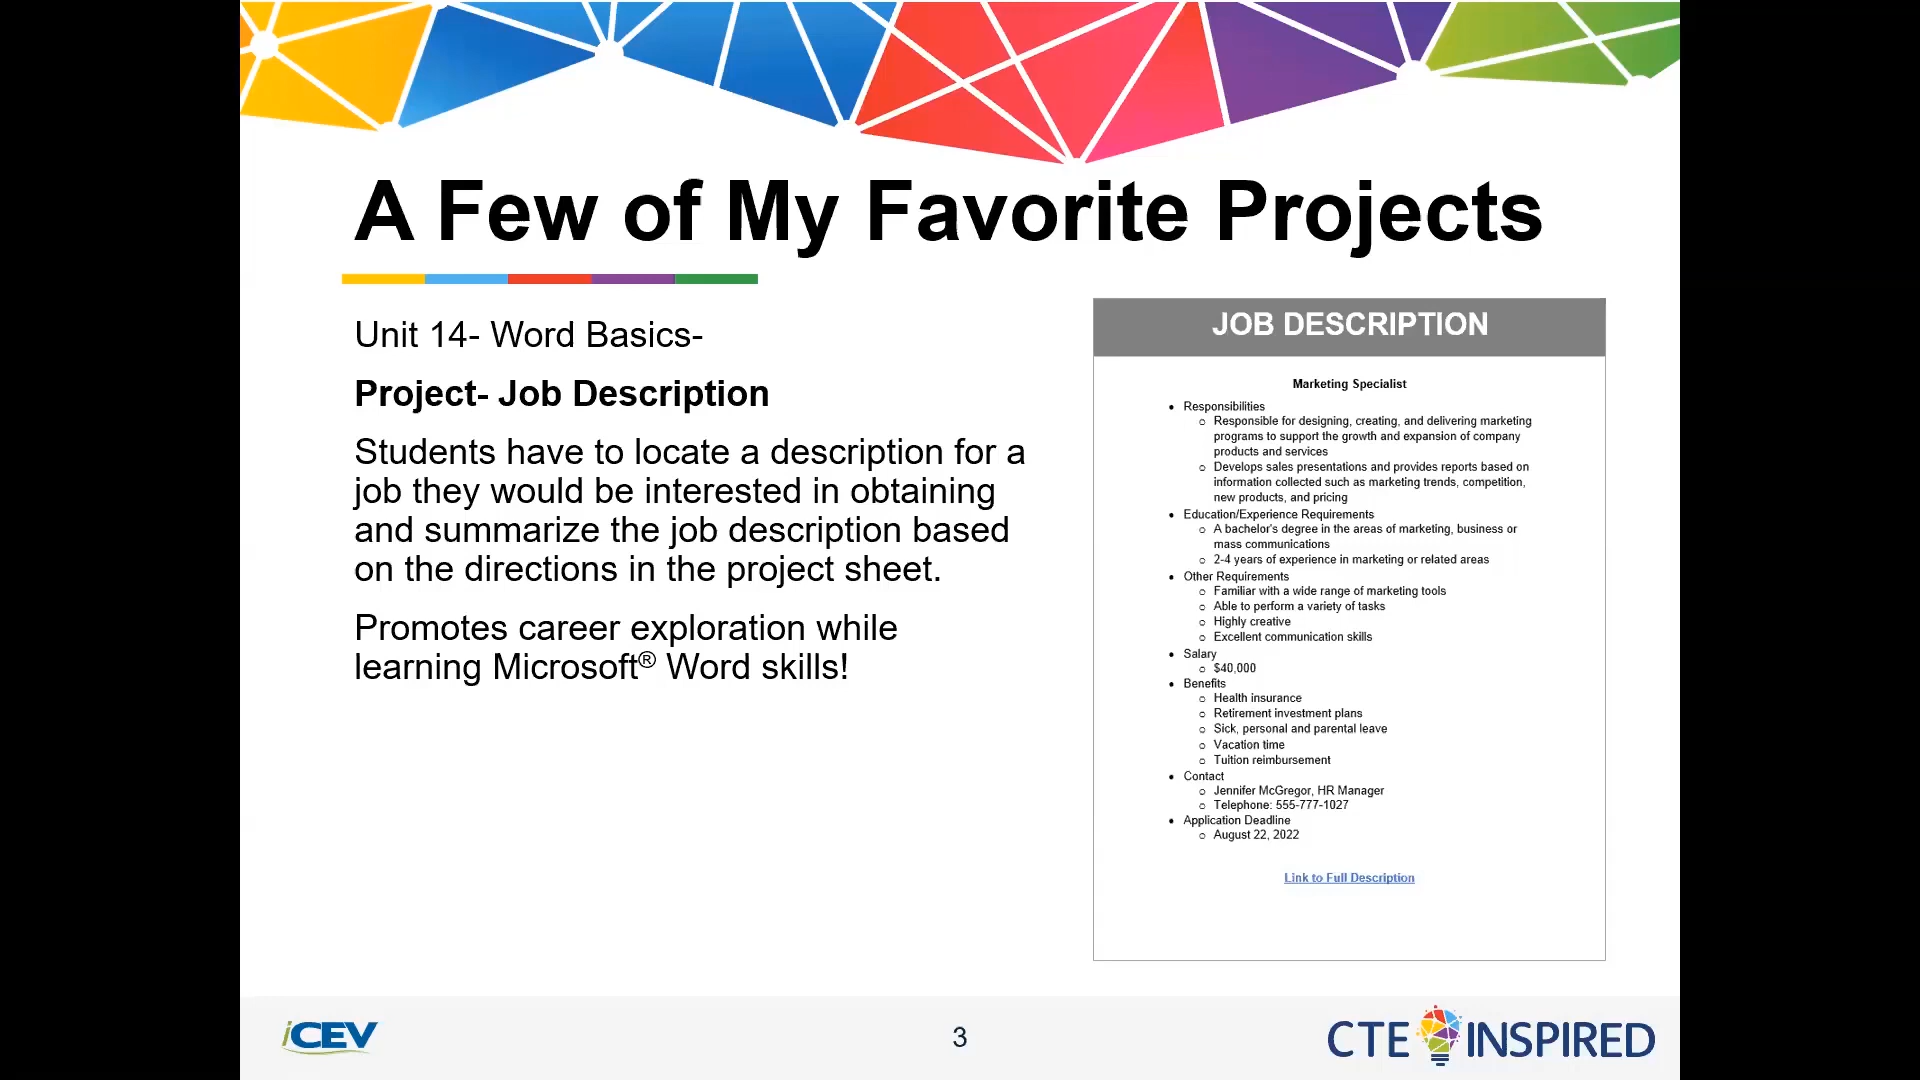 A Few of My Favorite Projects
Unit 14- Word Basics-
Project- Job Description
Students have to locate a description for a
job they would be interested in obtaining
and summarize the job description based
on the directions in the project sheet.
Promotes career exploration while
learning Microsoft® Word skills!
JOB DESCRIPTION
Marketing Specialist
• Responsibilities
o Responsible for designing, creating, and delivering marketing
programs to support the growth and expansion of company
products and services
o Develops sales presentations and provides reports based on
information collected such as marketing trends, competition,
new products, and pricing
• Education/Experience Requirements
o A bachelor's degree in the areas of marketing, business or
mass communications
o 2-4 years of experience in marketing or related areas
• Other Requirements
o Familiar with a wide range of marketing tools
o Able to perform a variety of tasks
o Highly creative
o Excellent communication skills
• Salary
o $40,000
• Benefits
o Health insurance
o Retirement investment plans
o Sick, personal and parental leave
o Vacation time
o Tuition reimbursement
• Contact
o Jennifer McGregor, HR Manager
o Telephone: 555-777-1027
• Application Deadline
o August 22, 2022
Link to Full Description
iCEV
3
CTE INSPIRED